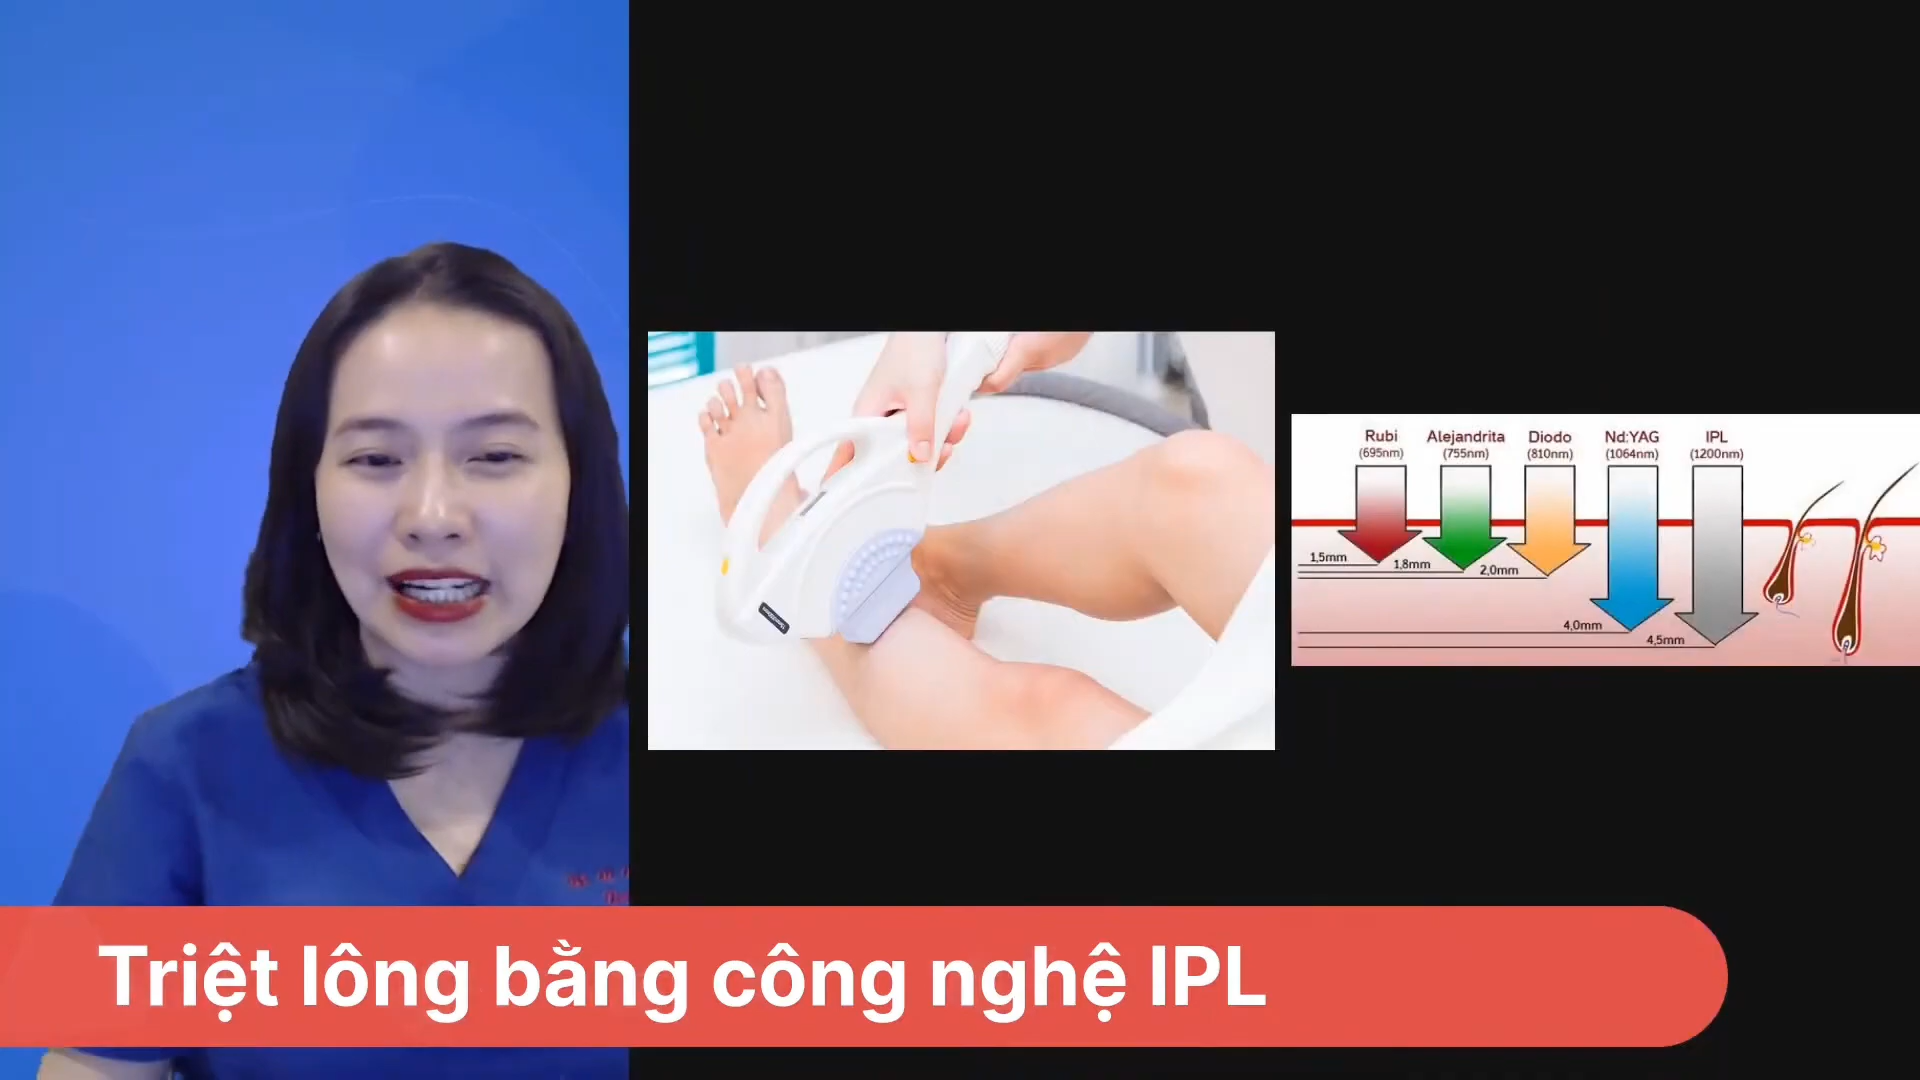 Rubi Alejandrita Diodo Nd:YAG IPL
(695nm) (755nm) (810nm) (1064nm) (1200nm)
1,5mm
1,8mm
2,0mm
4,0mm
4,5mm
Triệt lông bằng công nghệ IPL